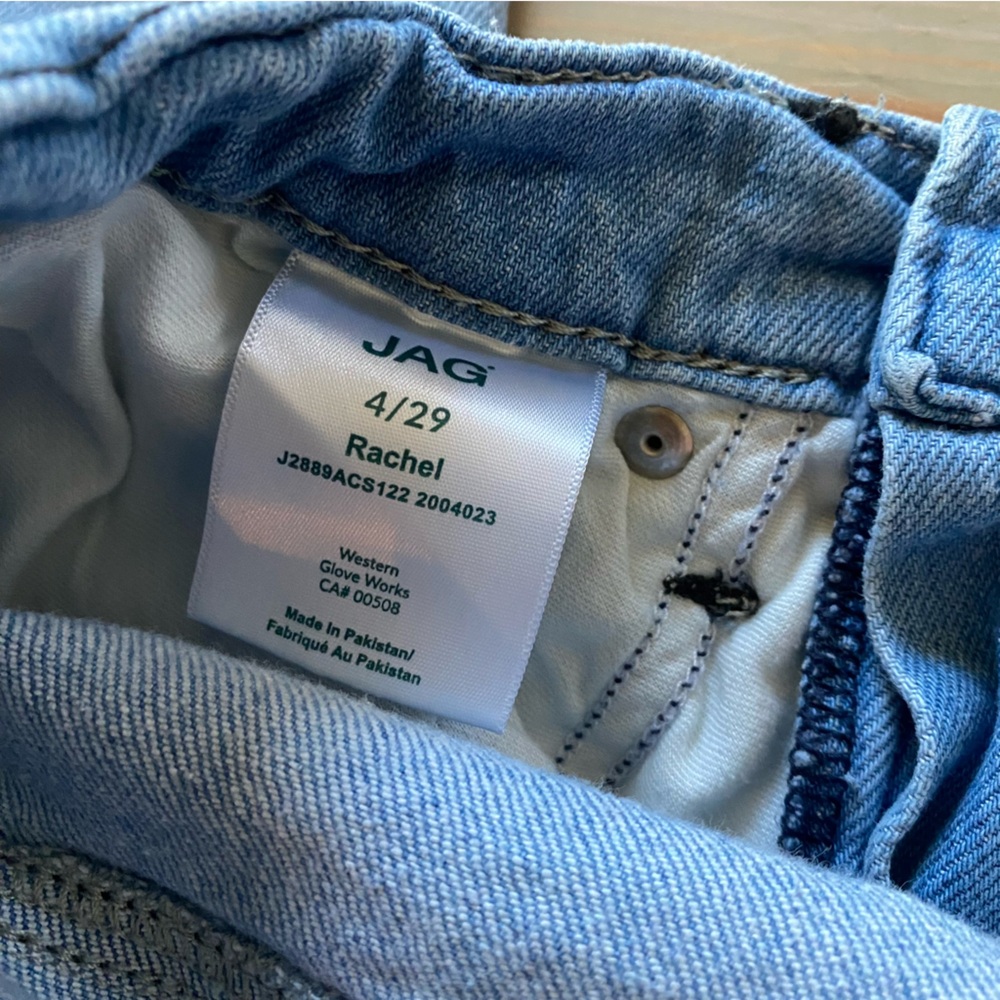 JAG
4/29
Rachel
J2889ACS122 2004023
Western
Glove Works
CA# 00508
Made In Pakistan/
Fabriqué Au Pakistan